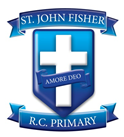 ST. JOHN FISHER
AMORE DEO
R.C. PRIMARY